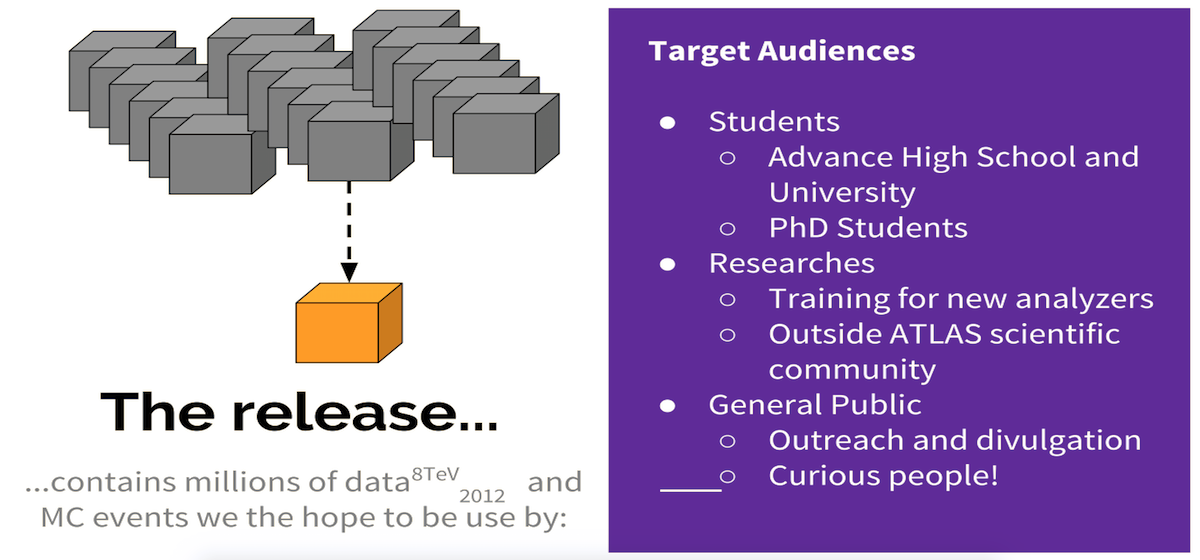 The release...
...contains millions of data 8TeV 2012 and
MC events we the hope to be use by:
Target Audiences
● Students
○ Advance High School and
University
○ PhD Students
● Researches
○ Training for new analyzers
○ Outside ATLAS scientific
community
● General Public
○ Outreach and divulgation
○ Curious people!